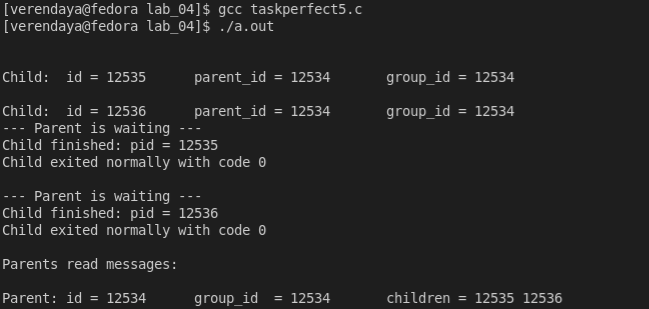 [verendaya@fedora lab_04]$ gcc taskperfect5.c
[verendaya@fedora lab_04]$ ./a.out
Child:  id = 12535      parent_id = 12534       group_id = 12534
Child:  id = 12536      parent_id = 12534       group_id = 12534
--- Parent is waiting ---
Child finished: pid = 12535
Child exited normally with code 0
--- Parent is waiting ---
Child finished: pid = 12536
Child exited normally with code 0
Parents read messages:
Parent: id = 12534      group_id  = 12534       children = 12535 12536